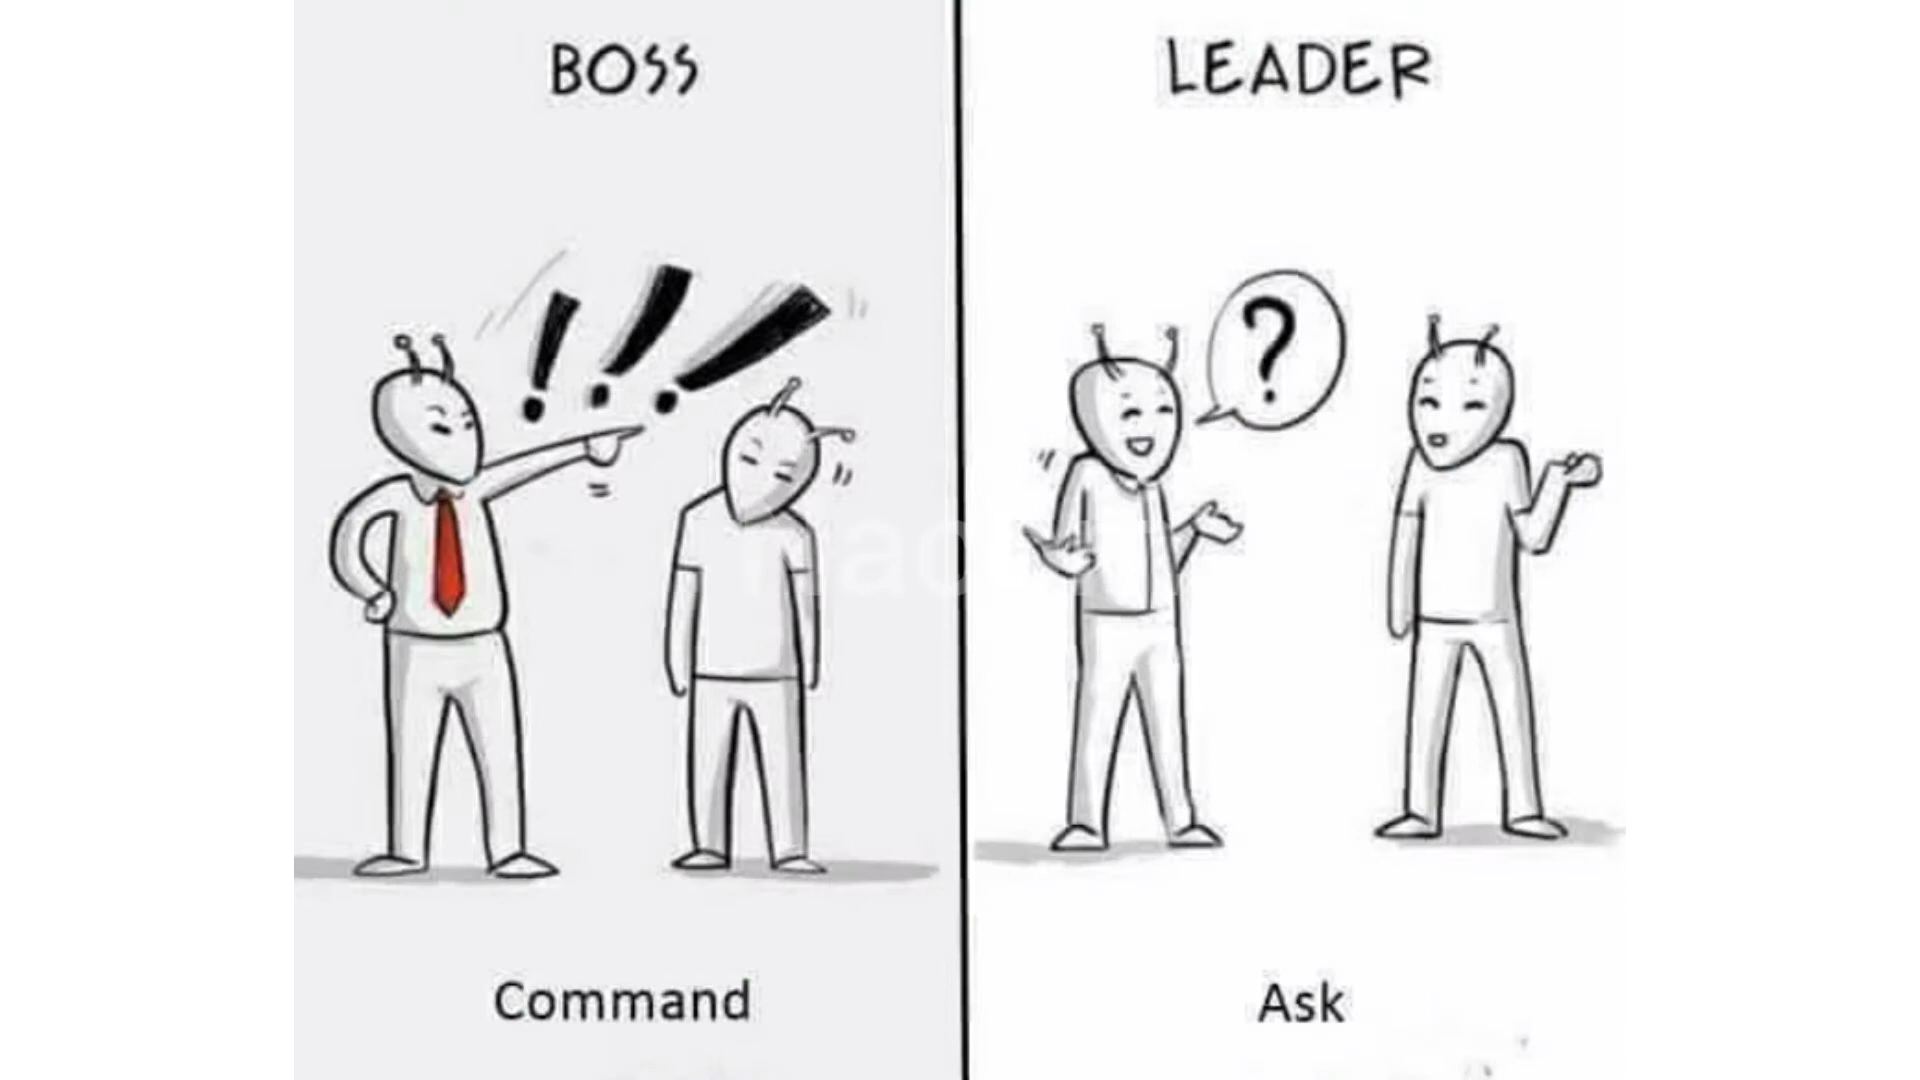 BOSS
!!!
Command
LEADER
?
Ask